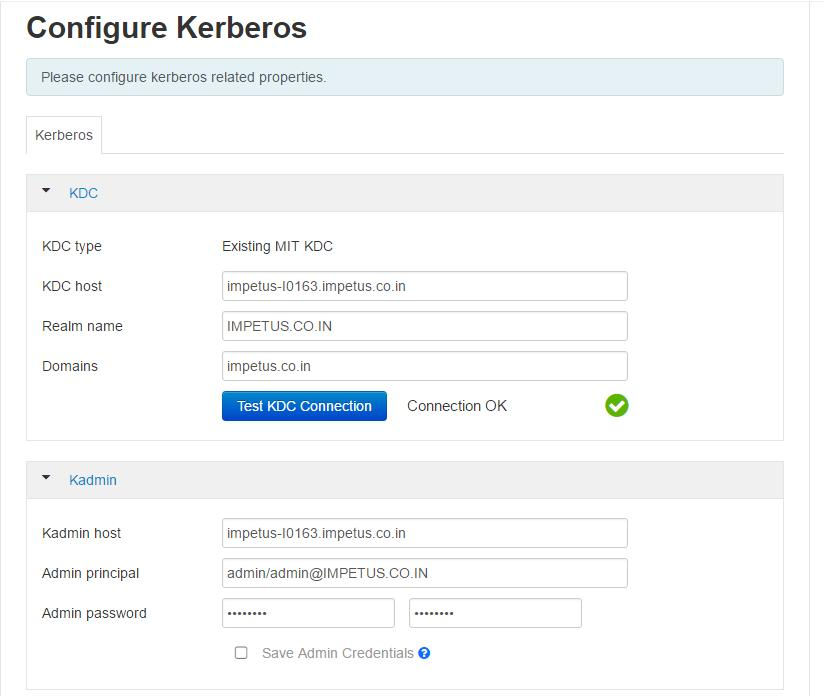 Configure Kerberos
Please configure kerberos related properties.
Kerberos
KDC
KDC type Existing MIT KDC
KDC host impetus-I0163.impetus.co.in
Realm name IMPETUS.CO.IN
Domains impetus.co.in
Test KDC Connection Connection OK
Kadmin
Kadmin host impetus-I0163.impetus.co.in
Admin principal admin/admin@IMPETUS.CO.IN
Admin password •••••••• ••••••••
Save Admin Credentials ?